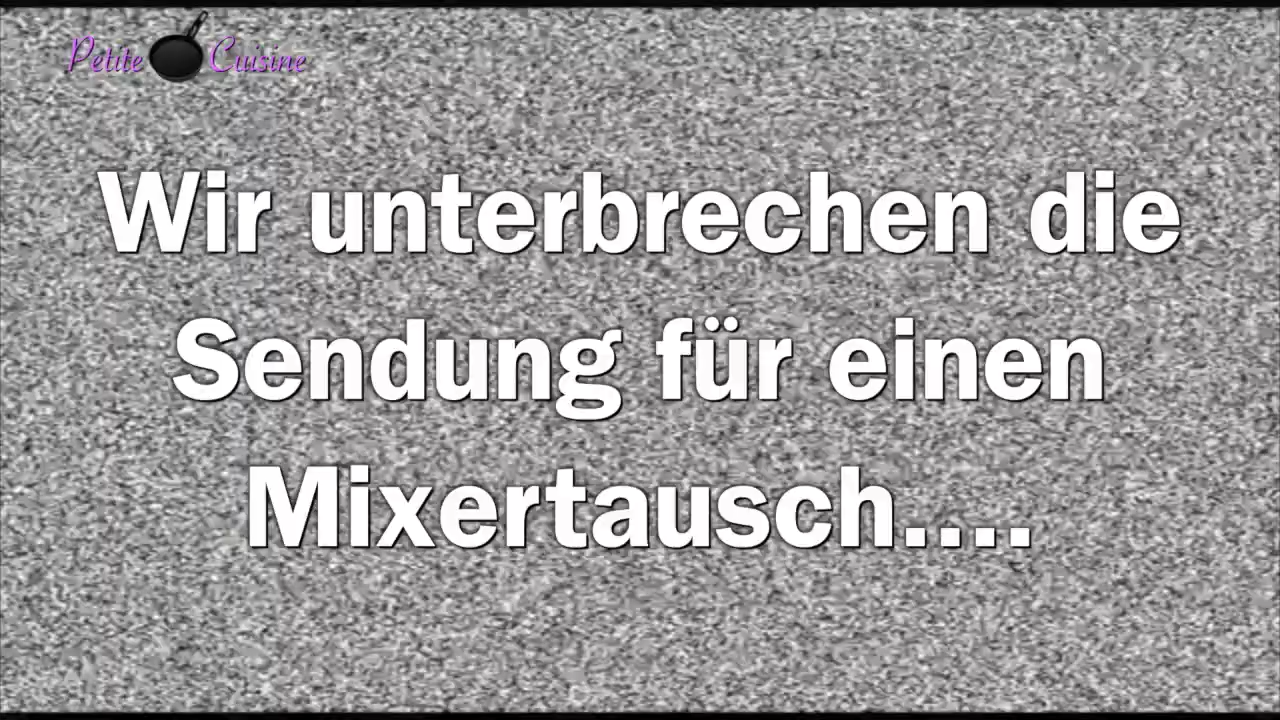 Petite Cuisine
Wir unterbrechen die
Sendung für einen
Mixertausch....